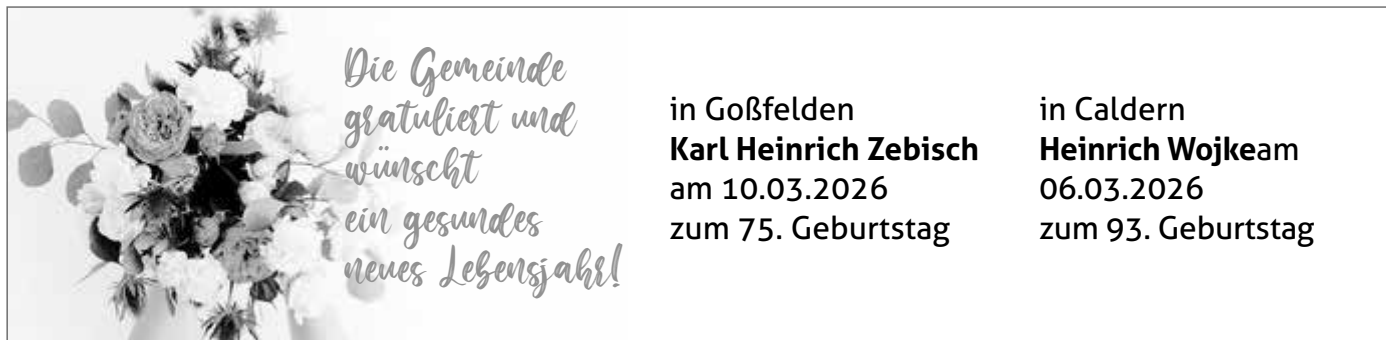 Die Gemeinde
gratuliert und
wünscht
ein gesundes
neues Lebensjahr!
in Goßfelden
Karl Heinrich Zebisch
am 10.03.2026
zum 75. Geburtstag
in Caldern
Heinrich Wojkeam
06.03.2026
zum 93. Geburtstag